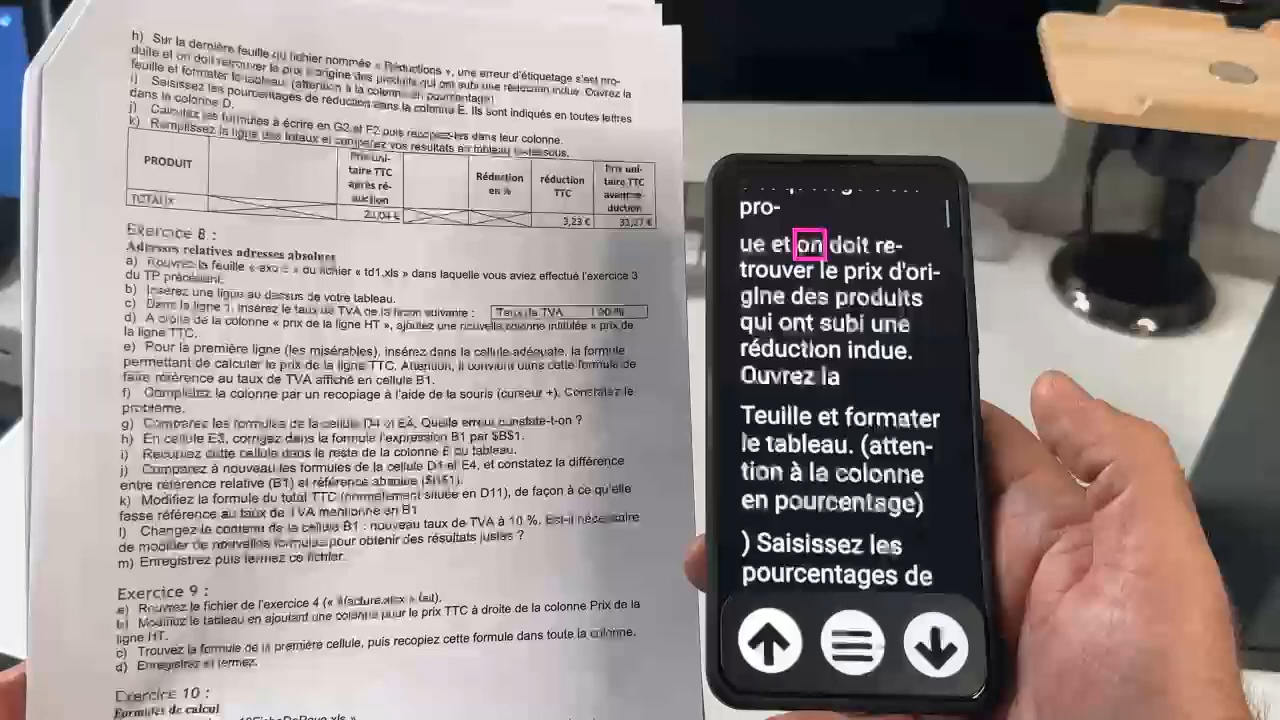 h) Sur la dernière feuille du fichier nommés « Réductions », une erreur d'étiquetage s'est pro-
duite et on doit retrouver le prix d'origine des produits qui ont subi une réduction indue. Ouvrez la
feuille et formater le tableau. (attention à la colonne en pourcentage)
i) Saisissez les pourcentages de réduction dans la colonne E. Ils sont indiqués en toutes lettres
dans la colonne D.
j) Calculez les formules à écrire en G2 et F2 puis recopiez-les dans leur colonne.
k) Remplissez la ligne des totaux et comparez vos resultats au tableau ci-dessous.
PRODUIT
Prix uni-
taire TTC
après ré-
duction
Réduction
en %
réduction
TTC
Prix uni-
taire TTC
avant ré-
duction
TOTAUX
3,23 €
Exercice 8 :
Adresses relatives adresses absolues
a) Rouvrez la feuille du fichier « td1.xls » dans laquelle vous aviez effectué l'exercice 3
du TP précédent.
b) Insérez une ligne au dessus de votre tableau.
c) Dans la ligne 1, insérez le taux de TVA de la façon suivante :
Taux de TVA
d) A droite de la colonne « prix de la ligne HT », ajoutez une nouvelle colonne intitulée « prix de
la ligne TTC.
e) Pour la première ligne (les misérables), insérez dans la cellule adéquate, la formule
permettant de calculer le prix de la ligne TTC. Attention, il convient dans cette formule de
faire référence au taux de TVA affiché en cellule B1.
f) Complétez la colonne par un recopiage à l'aide de la souris (curseur +). Constatez le
problème.
g) Comparez les formules de la cellule D4 et E4, Quelle erreur constate-t-on ?
h) En cellule E3, corrigez dans la formule l'expression B1 par $B$1.
i) Recopiez cette cellule dans le reste de la colonne E du tableau.
j) Comparez à nouveau les formules de la cellule D4 et E4, et constatez la différence
entre référence relative (B1) et référence absolue ($B$1).
k) Modifiez la formule du total TTC (normalement située en D11), de façon à ce qu'elle
fasse référence au taux de TVA mentionné en B1
l) Changez le contenu de la cellule B1 : nouveau taux de TVA à 10 %. Est-il nécessaire
de modifier de nouvelles formules pour obtenir des résultats justes ?
m) Enregistrez puis fermez ce fichier.
Exercice 9 :
a) Rouvrez le fichier de l'exercice 4 (« facture.xlsx »
b) Modifiez le tableau en ajoutant une colonne pour le prix TTC à droite de la colonne Prix de la
ligne HT.
c) Trouvez la formule de la première cellule, puis recopiez cette formule dans toute la colonne.
d) Enregistrez et fermez.
Exercice 10 :
Formules de calcul
pro-
ue et on doit re-
trouver le prix d'ori-
gine des produits
qui ont subi une
réduction indue.
Ouvrez la
Teuille et formater
le tableau. (atten-
tion à la colonne
en pourcentage)
) Saisissez les
pourcentages de